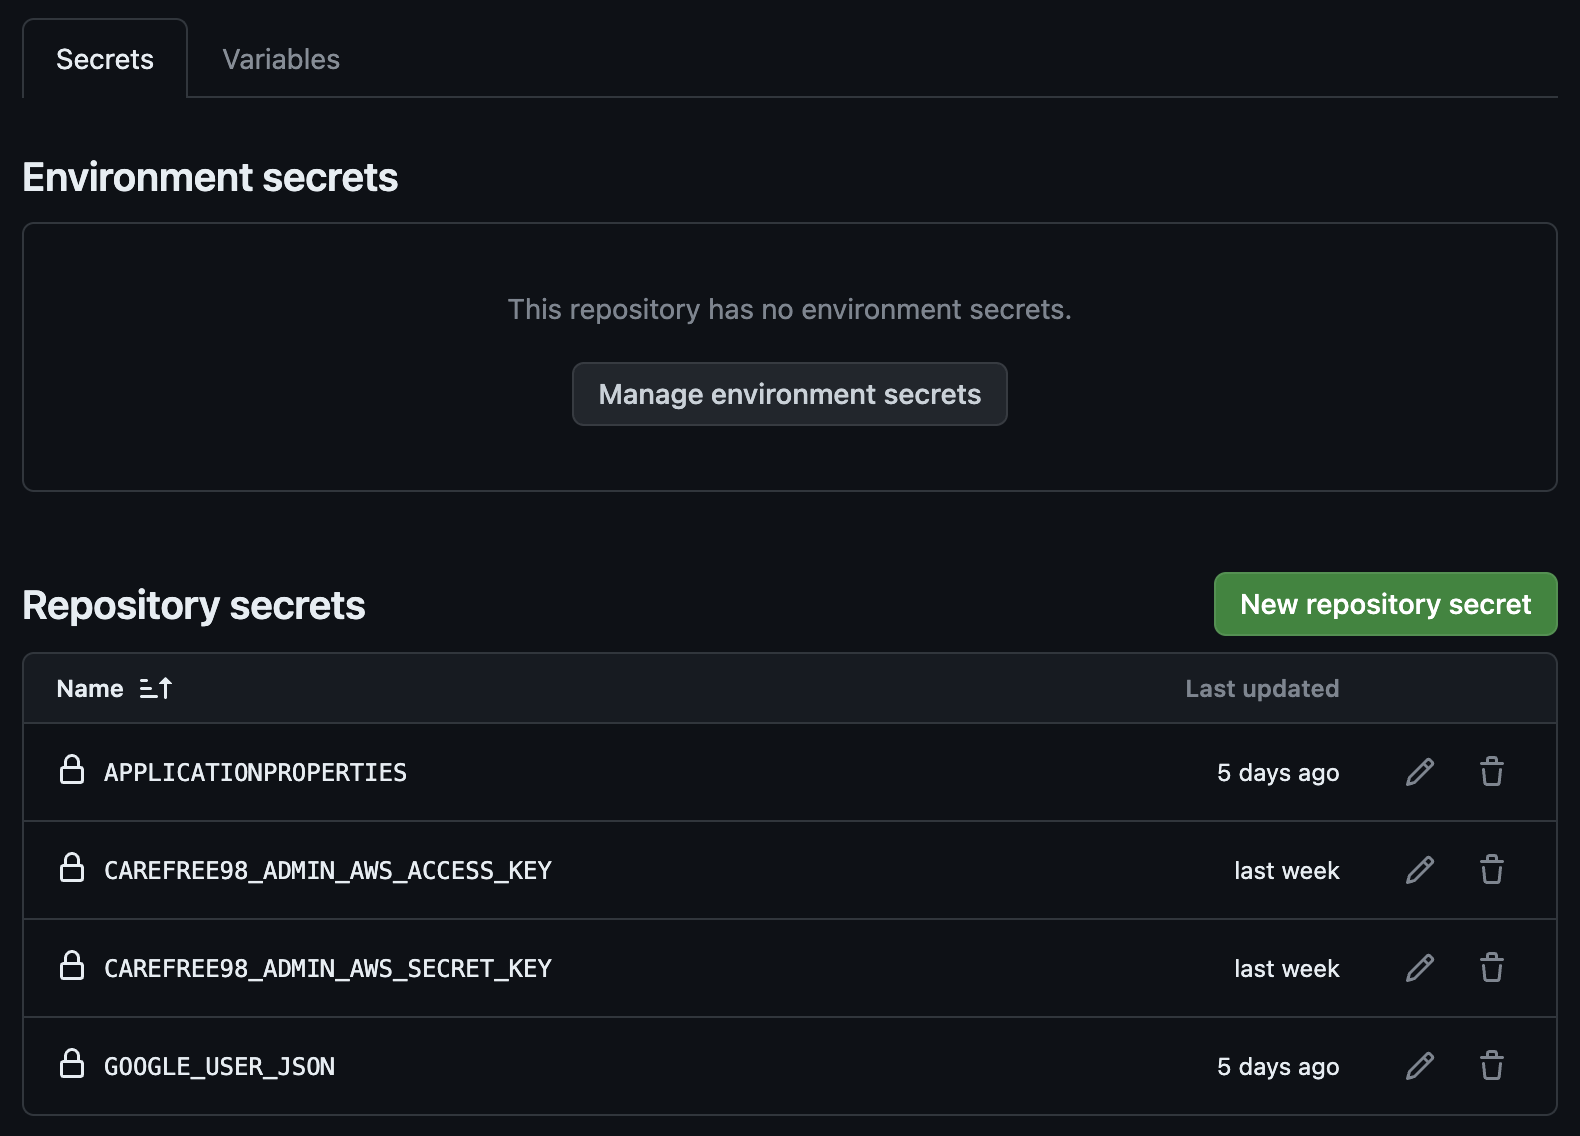 Secrets Variables
Environment secrets
This repository has no environment secrets.
Manage environment secrets
Repository secrets New repository secret
Name Last updated
APPLICATIONPROPERTIES 5 days ago
CAREFREE98_ADMIN_AWS_ACCESS_KEY last week
CAREFREE98_ADMIN_AWS_SECRET_KEY last week
GOOGLE_USER_JSON 5 days ago